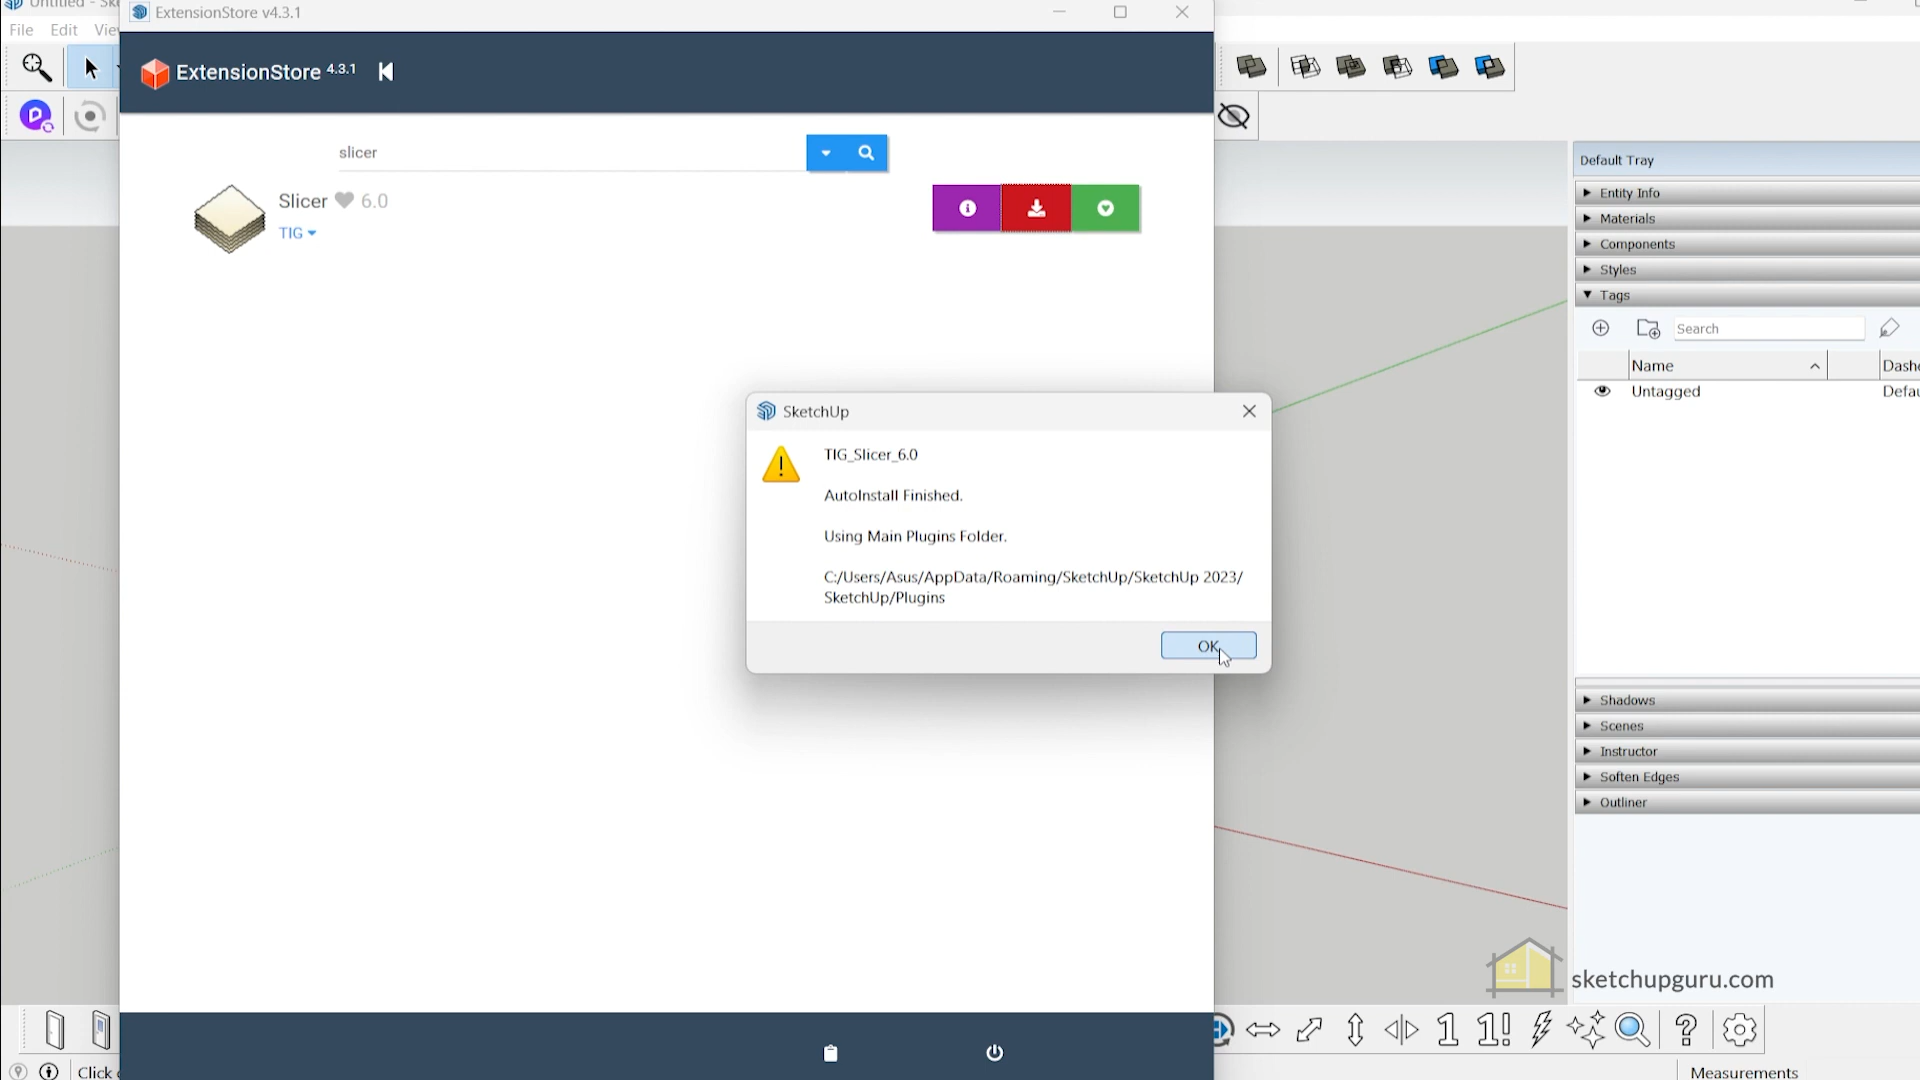 Untitled - Sk
ExtensionStore v4.3.1
File Edit Vie
ExtensionStore 4.3.1
slicer
Slicer 6.0
TIG
Default Tray
Entity Info
Materials
Components
Styles
Tags
Search
Name
Dashe
Untagged
Defau
SketchUp
TIG_Slicer_6.0
AutoInstall Finished.
Using Main Plugins Folder.
C:/Users/Asus/AppData/Roaming/SketchUp/SketchUp 2023/
SketchUp/Plugins
OK
Shadows
Scenes
Instructor
Soften Edges
Outliner
sketchupguru.com
1 1!
Click
Measurements